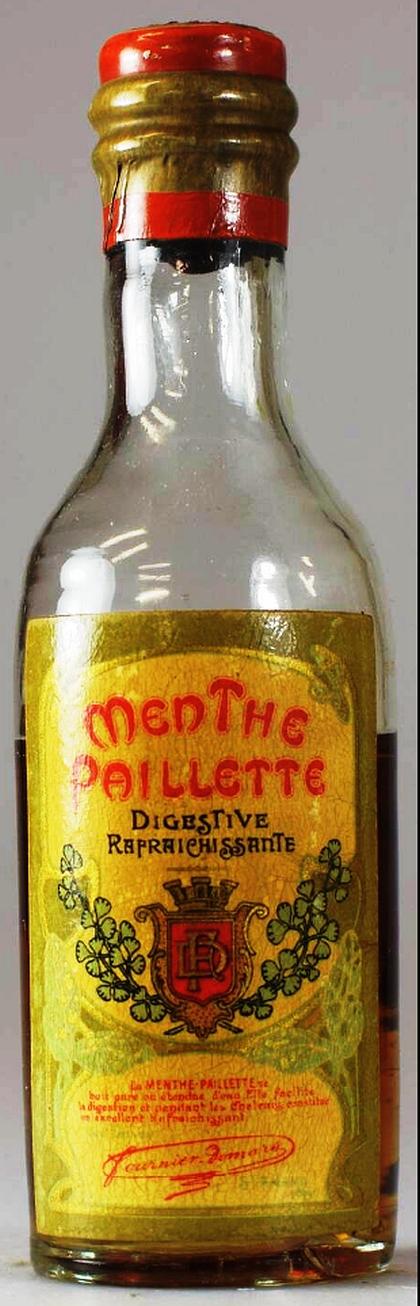 MENTHE
PAILLETTE
DIGESTIVE
RAFRAICHISSANTE
FD
La MENTHE-PAILLETTE se
boit pure ou étendue d'eau Elle facilite
la digestion et pendant les Chaleurs, constitue
un excellent Rafraichissant
Fournier-Demars